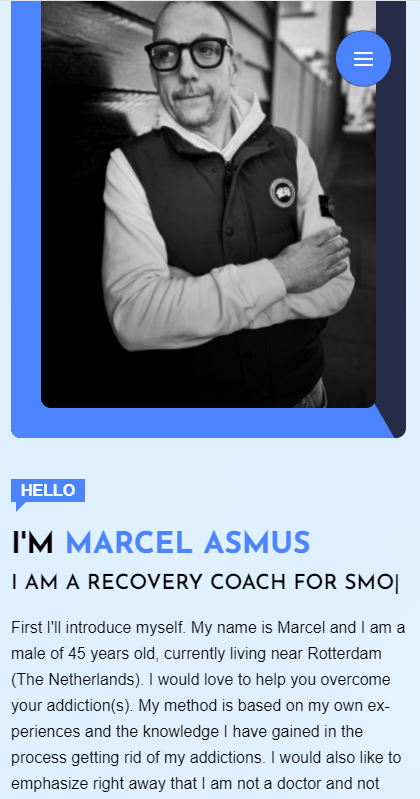 HELLO
I'M MARCEL ASMUS
I AM A RECOVERY COACH FOR SMO|
First I'll introduce myself. My name is Marcel and I am a
male of 45 years old, currently living near Rotterdam
(The Netherlands). I would love to help you overcome
your addiction(s). My method is based on my own ex-
periences and the knowledge I have gained in the
process getting rid of my addictions. I would also like to
emphasize right away that I am not a doctor and not